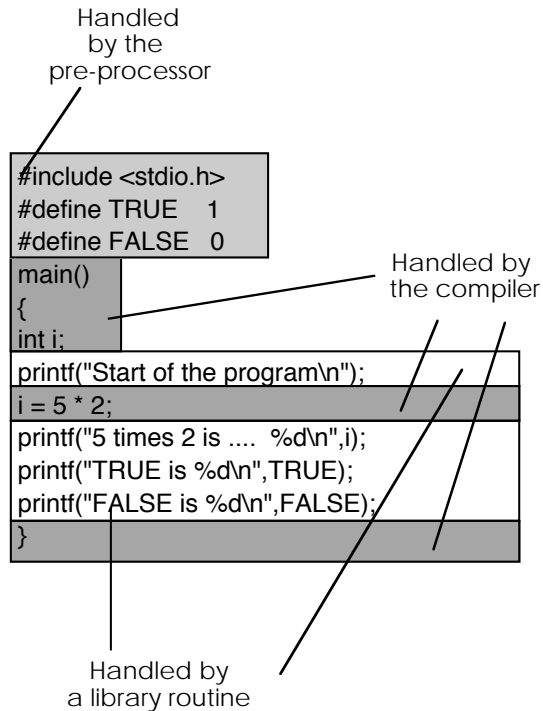 Handled
by the
pre-processor
#include <stdio.h>
#define TRUE 1
#define FALSE 0
main()
{
int i;
Handled by
the compiler
printf("Start of the program\n");
i = 5 * 2;
printf("5 times 2 is .... %d\n",i);
printf("TRUE is %d\n",TRUE);
printf("FALSE is %d\n",FALSE);
}
Handled by
a library routine